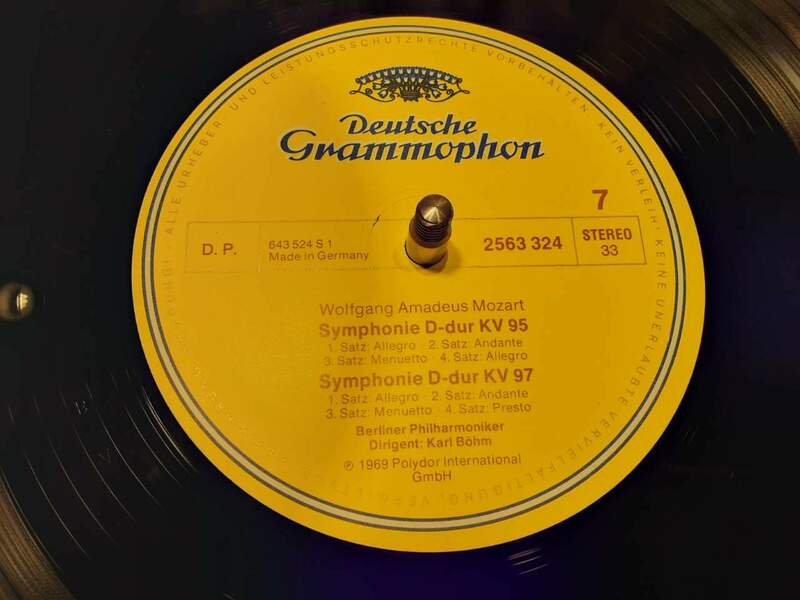 · ALLE URHEBER- UND LEISTUNGSSCHUTZRECHTE VORBEHALTEN · KEIN VERLEIH! · KEINE UNERLAUBTE VERVIELFÄLTIGUNG, VERMIETUNG
Deutsche
Grammophon
7
D. P.
643 524 S 1
Made in Germany
2563 324
STEREO
33
Wolfgang Amadeus Mozart
Symphonie D-dur KV 95
1. Satz: Allegro · 2. Satz: Andante
3. Satz: Menuetto · 4. Satz: Allegro
Symphonie D-dur KV 97
1. Satz: Allegro · 2. Satz: Andante
3. Satz: Menuetto · 4. Satz: Presto
Berliner Philharmoniker
Dirigent: Karl Böhm
℗ 1969 Polydor International
GmbH